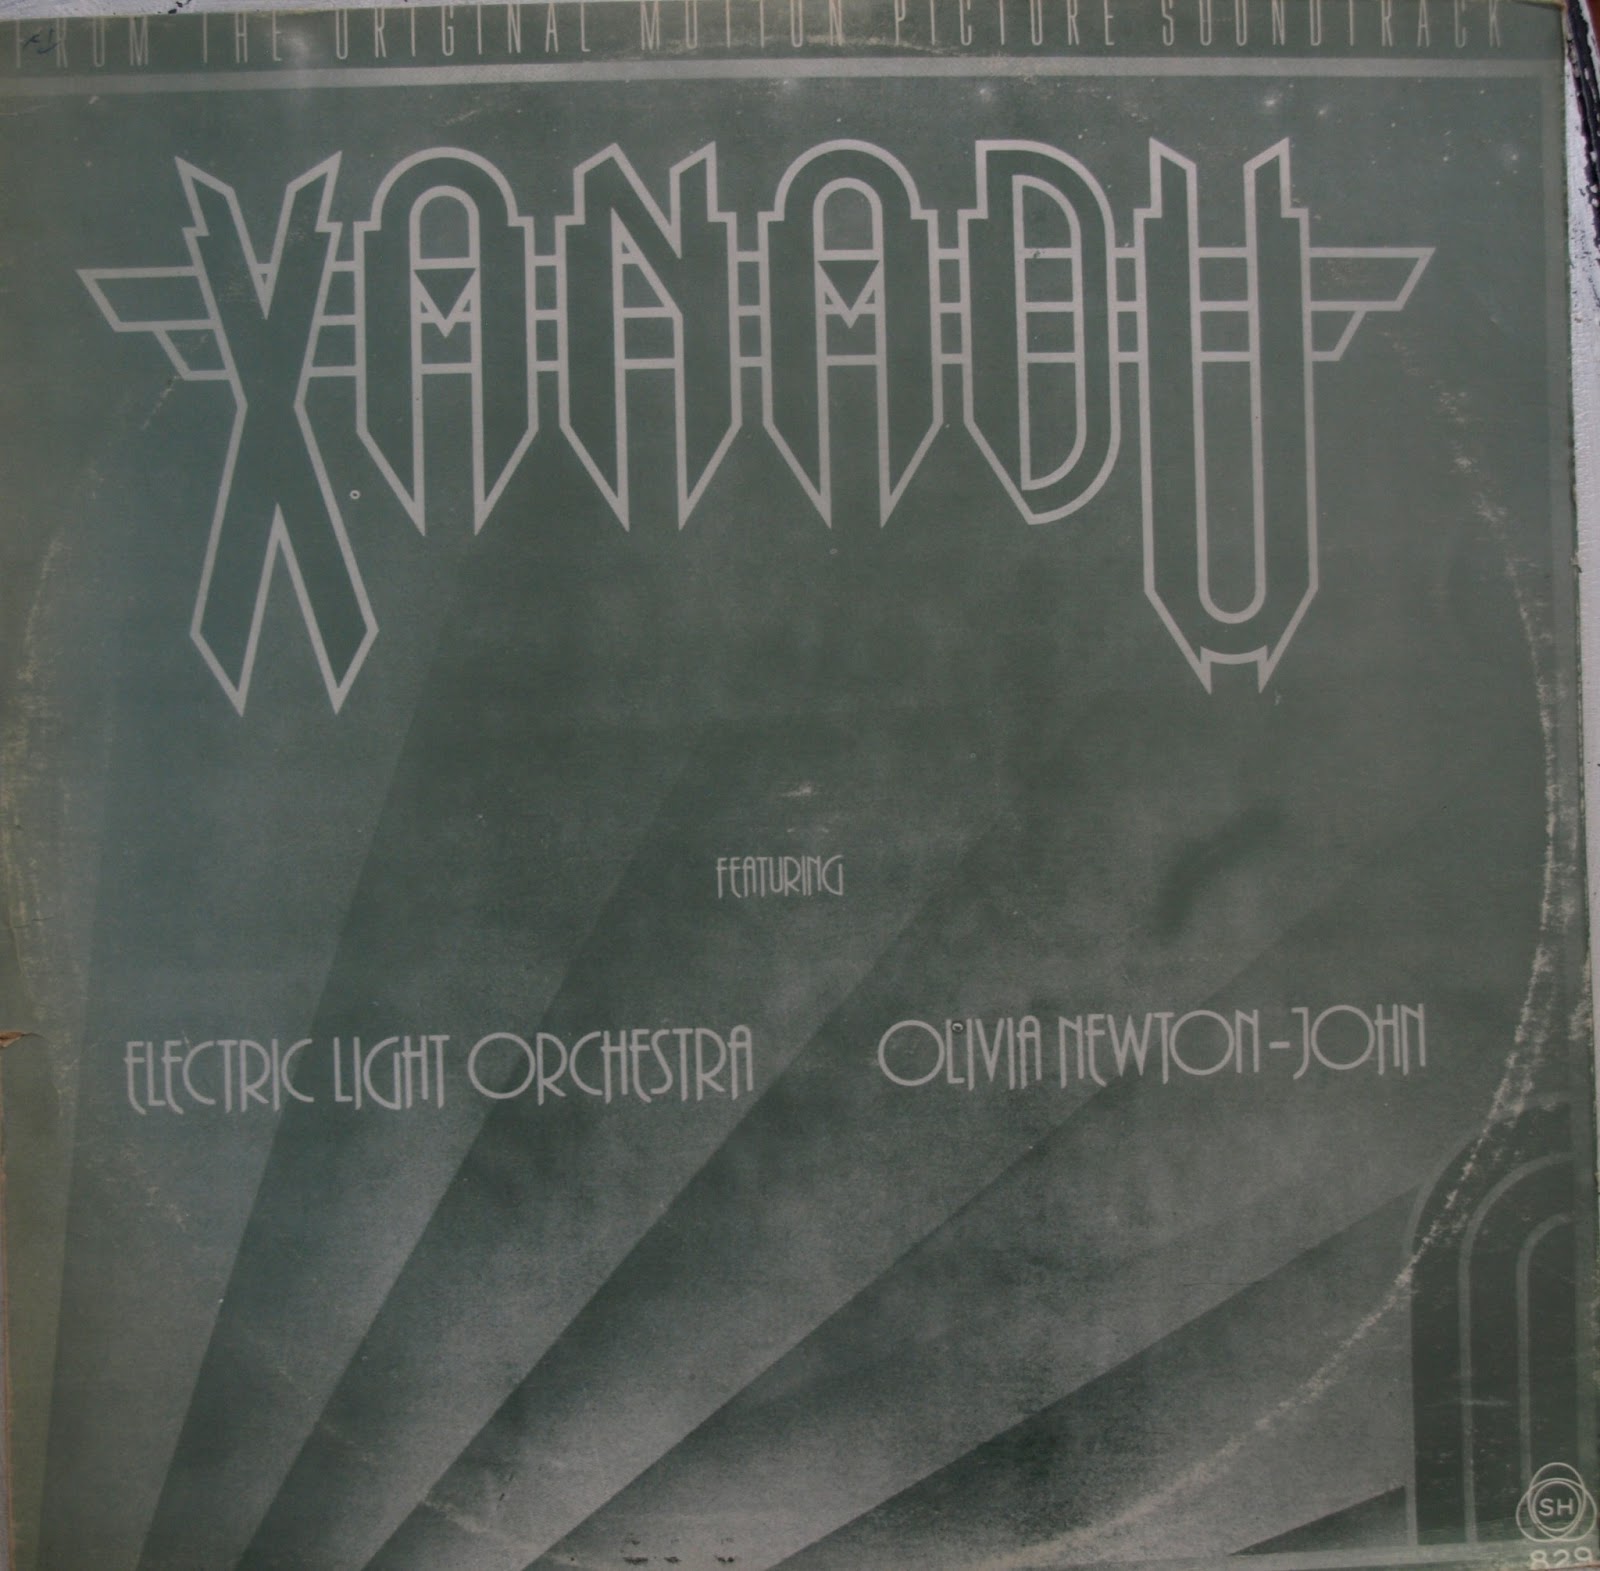 FROM THE ORIGINAL MOTION PICTURE SOUNDTRACK
XANADU
FEATURING
ELECTRIC LIGHT ORCHESTRA
OLIVIA NEWTON-JOHN
SH
829